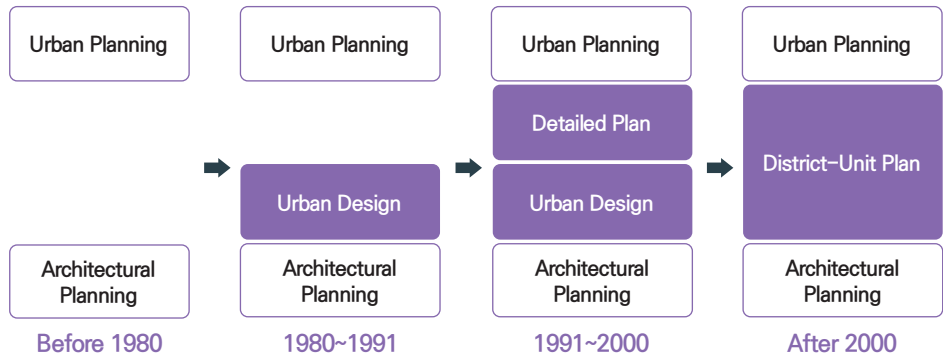 Urban Planning
Architectural
Planning
Before 1980
Urban Planning
Urban Design
Architectural
Planning
1980~1991
Urban Planning
Detailed Plan
Urban Design
Architectural
Planning
1991~2000
Urban Planning
District-Unit Plan
Architectural
Planning
After 2000